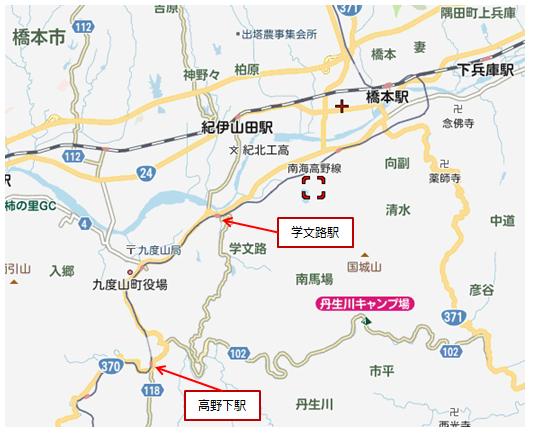 371
隅田町上兵庫
吉原
112
出塔農事集会所
橋本市
橋本
妻
下兵庫駅
神野々
柏原
橋本駅
紀伊山田駅
念佛寺
文紀北工高
112
南海高野線
向副
薬師寺
24
柿の里GC
清水
中道
4
学文路駅
〒九度山局
学文路
入郷
国城山
九度山町役場
南馬場
彦谷
丹生川キャンプ場
371
102
102
370
市平
118
高野下駅
丹生川